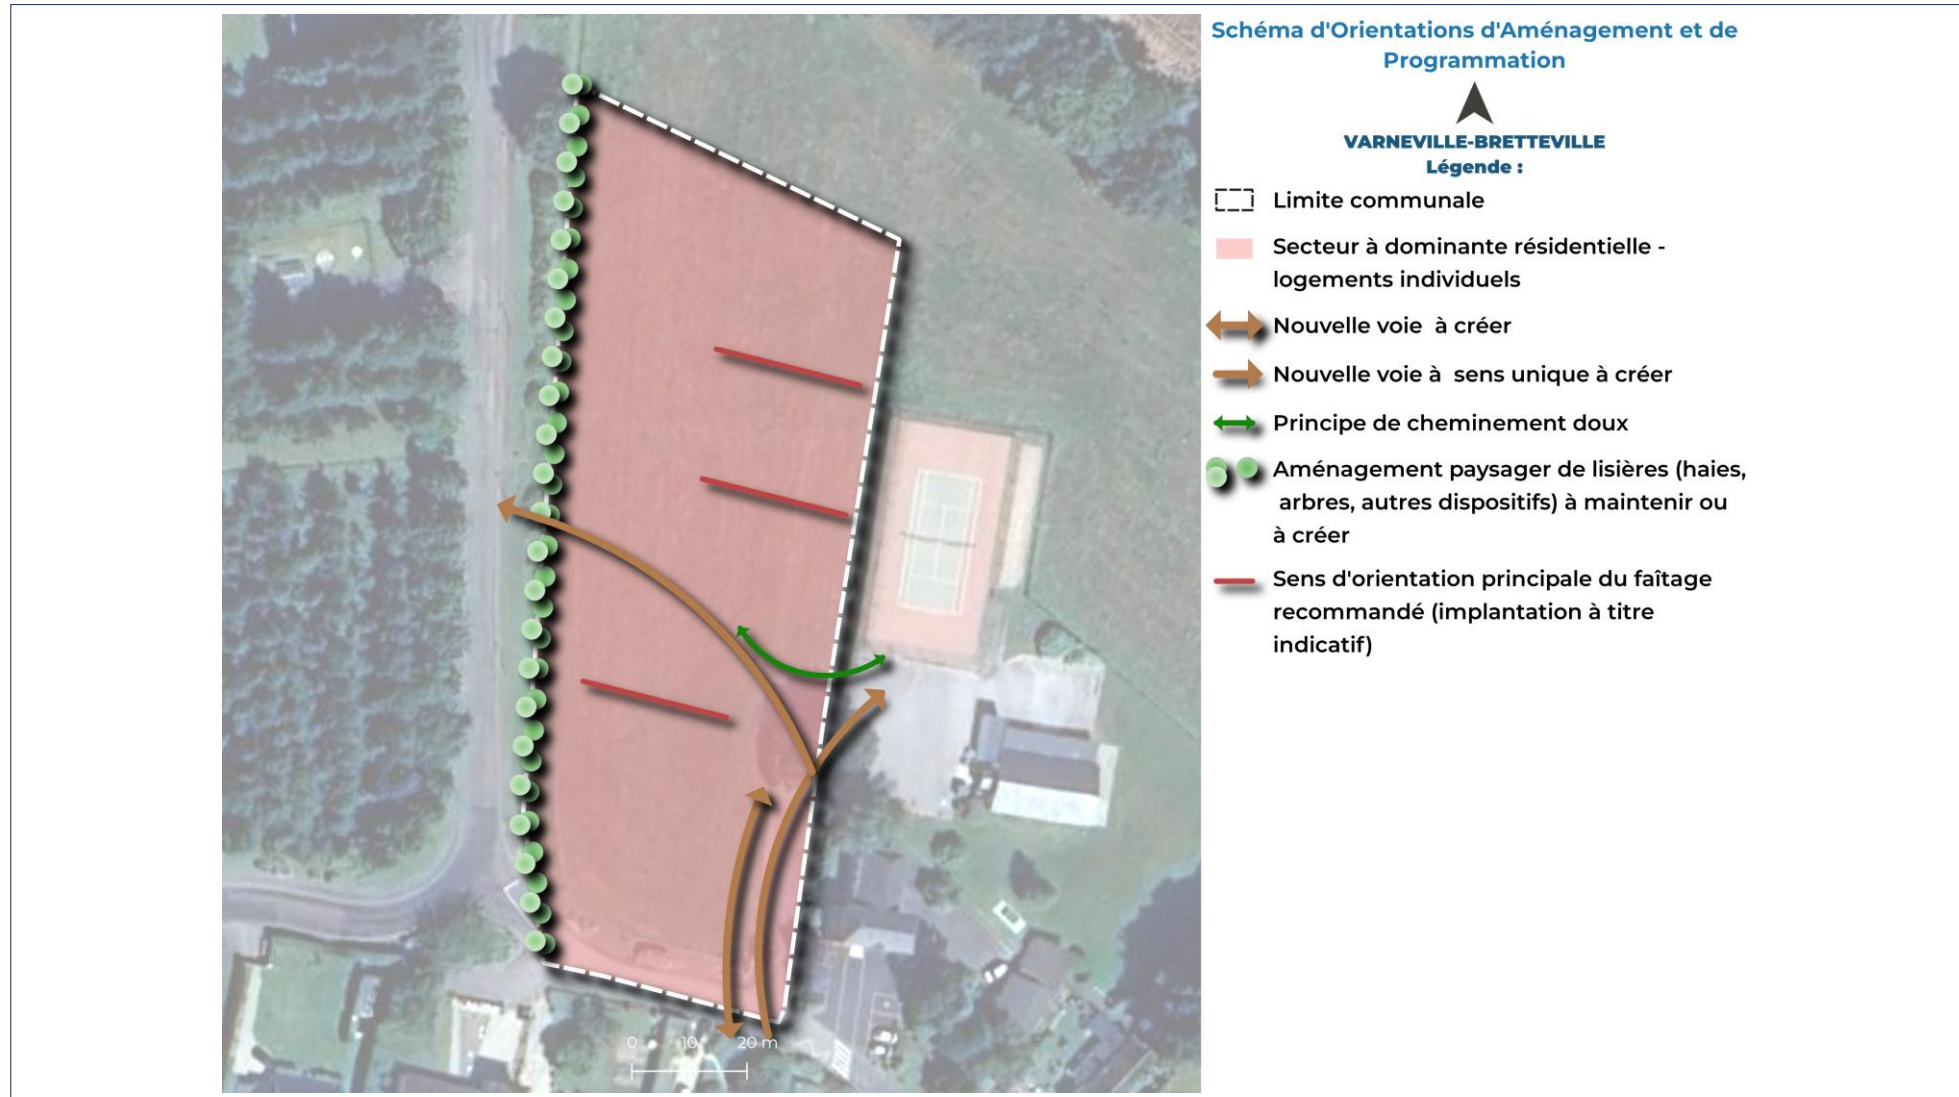 Schéma d'Orientations d'Aménagement et de
Programmation
VARNEVILLE-BRETTEVILLE
Légende :
Limite communale
Secteur à dominante résidentielle -
logements individuels
Nouvelle voie à créer
Nouvelle voie à sens unique à créer
Principe de cheminement doux
Aménagement paysager de lisières (haies,
arbres, autres dispositifs) à maintenir ou
à créer
Sens d'orientation principale du faîtage
recommandé (implantation à titre
indicatif)
0 10 20 m